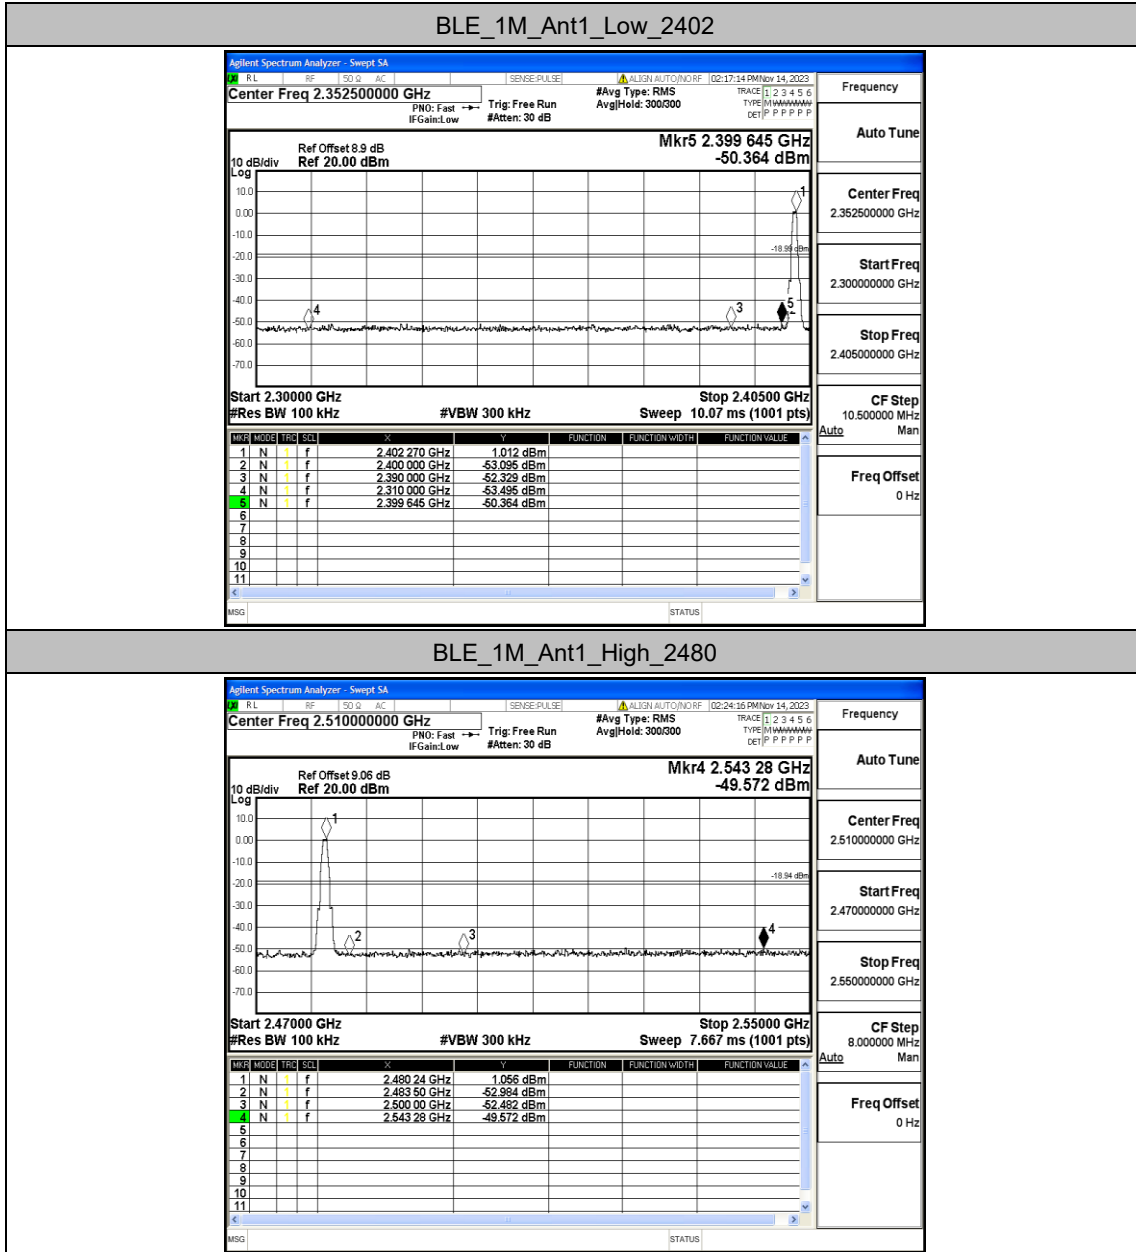 BLE_1M_Ant1_Low_2402
Agilent Spectrum Analyzer - Swept SA
RL RF 50 Ω AC SENSE:PULSE ALIGN AUTO/NO RF 02:17:14 PM Nov 14, 2023
Center Freq 2.352500000 GHz
PNO: Fast
IFGain:Low
Trig: Free Run
#Atten: 30 dB
#Avg Type: RMS
Avg|Hold: 300/300
TRACE 1 2 3 4 5 6
TYPE M
DET P P P P P P
Mkr5 2.399 645 GHz
-50.364 dBm
Ref Offset 8.9 dB
Ref 20.00 dBm
10 dB/div
Log
10.0
0.00
-10.0
-20.0
-30.0
-40.0
-50.0
-60.0
-70.0
-18.99 dBm
1
4
3
5
Start 2.30000 GHz Stop 2.40500 GHz
#Res BW 100 kHz #VBW 300 kHz Sweep 10.07 ms (1001 pts)
MKR MODE TRC SCL X Y FUNCTION FUNCTION WIDTH FUNCTION VALUE
1 N 1 f 2.402 270 GHz 1.012 dBm
2 N 1 f 2.400 000 GHz -53.095 dBm
3 N 1 f 2.390 000 GHz -52.329 dBm
4 N 1 f 2.310 000 GHz -53.495 dBm
5 N 1 f 2.399 645 GHz -50.364 dBm
6
7
8
9
10
11
MSG STATUS
Frequency
Auto Tune
Center Freq
2.352500000 GHz
Start Freq
2.300000000 GHz
Stop Freq
2.405000000 GHz
CF Step
10.500000 MHz
Auto Man
Freq Offset
0 Hz
BLE_1M_Ant1_High_2480
Agilent Spectrum Analyzer - Swept SA
RL RF 50 Ω AC SENSE:PULSE ALIGN AUTO/NO RF 02:24:16 PM Nov 14, 2023
Center Freq 2.510000000 GHz
PNO: Fast
IFGain:Low
Trig: Free Run
#Atten: 30 dB
#Avg Type: RMS
Avg|Hold: 300/300
TRACE 1 2 3 4 5 6
TYPE M
DET P P P P P P
Mkr4 2.543 28 GHz
-49.572 dBm
Ref Offset 9.06 dB
Ref 20.00 dBm
10 dB/div
Log
10.0
0.00
-10.0
-20.0
-30.0
-40.0
-50.0
-60.0
-70.0
-18.94 dBm
1
2
3
4
Start 2.47000 GHz Stop 2.55000 GHz
#Res BW 100 kHz #VBW 300 kHz Sweep 7.667 ms (1001 pts)
MKR MODE TRC SCL X Y FUNCTION FUNCTION WIDTH FUNCTION VALUE
1 N 1 f 2.480 24 GHz 1.056 dBm
2 N 1 f 2.483 50 GHz -52.984 dBm
3 N 1 f 2.500 00 GHz -52.482 dBm
4 N 1 f 2.543 28 GHz -49.572 dBm
5
6
7
8
9
10
11
MSG STATUS
Frequency
Auto Tune
Center Freq
2.510000000 GHz
Start Freq
2.470000000 GHz
Stop Freq
2.550000000 GHz
CF Step
8.000000 MHz
Auto Man
Freq Offset
0 Hz